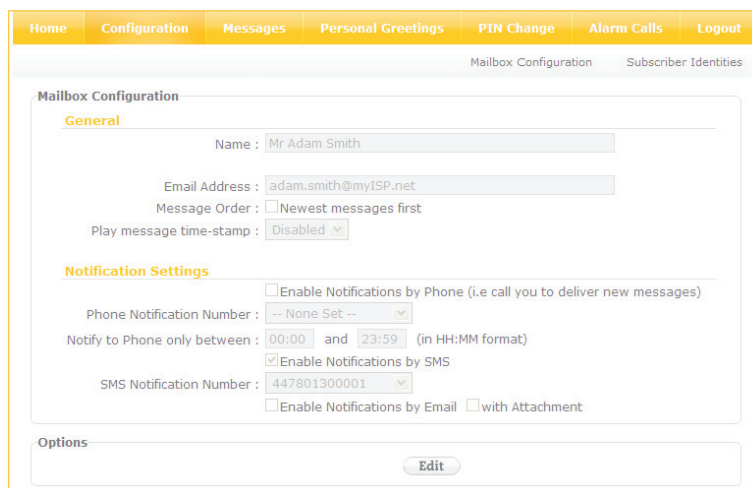 Home Configuration Messages Personal Greetings PIN Change Alarm Calls Logout
Mailbox Configuration Subscriber Identities
Mailbox Configuration
General
Name : Mr Adam Smith
Email Address : adam.smith@myISP.net
Message Order : Newest messages first
Play message time-stamp : Disabled
Notification Settings
Enable Notifications by Phone (i.e call you to deliver new messages)
Phone Notification Number : -- None Set --
Notify to Phone only between : 00:00 and 23:59 (in HH:MM format)
Enable Notifications by SMS
SMS Notification Number : 447801300001
Enable Notifications by Email with Attachment
Options
Edit